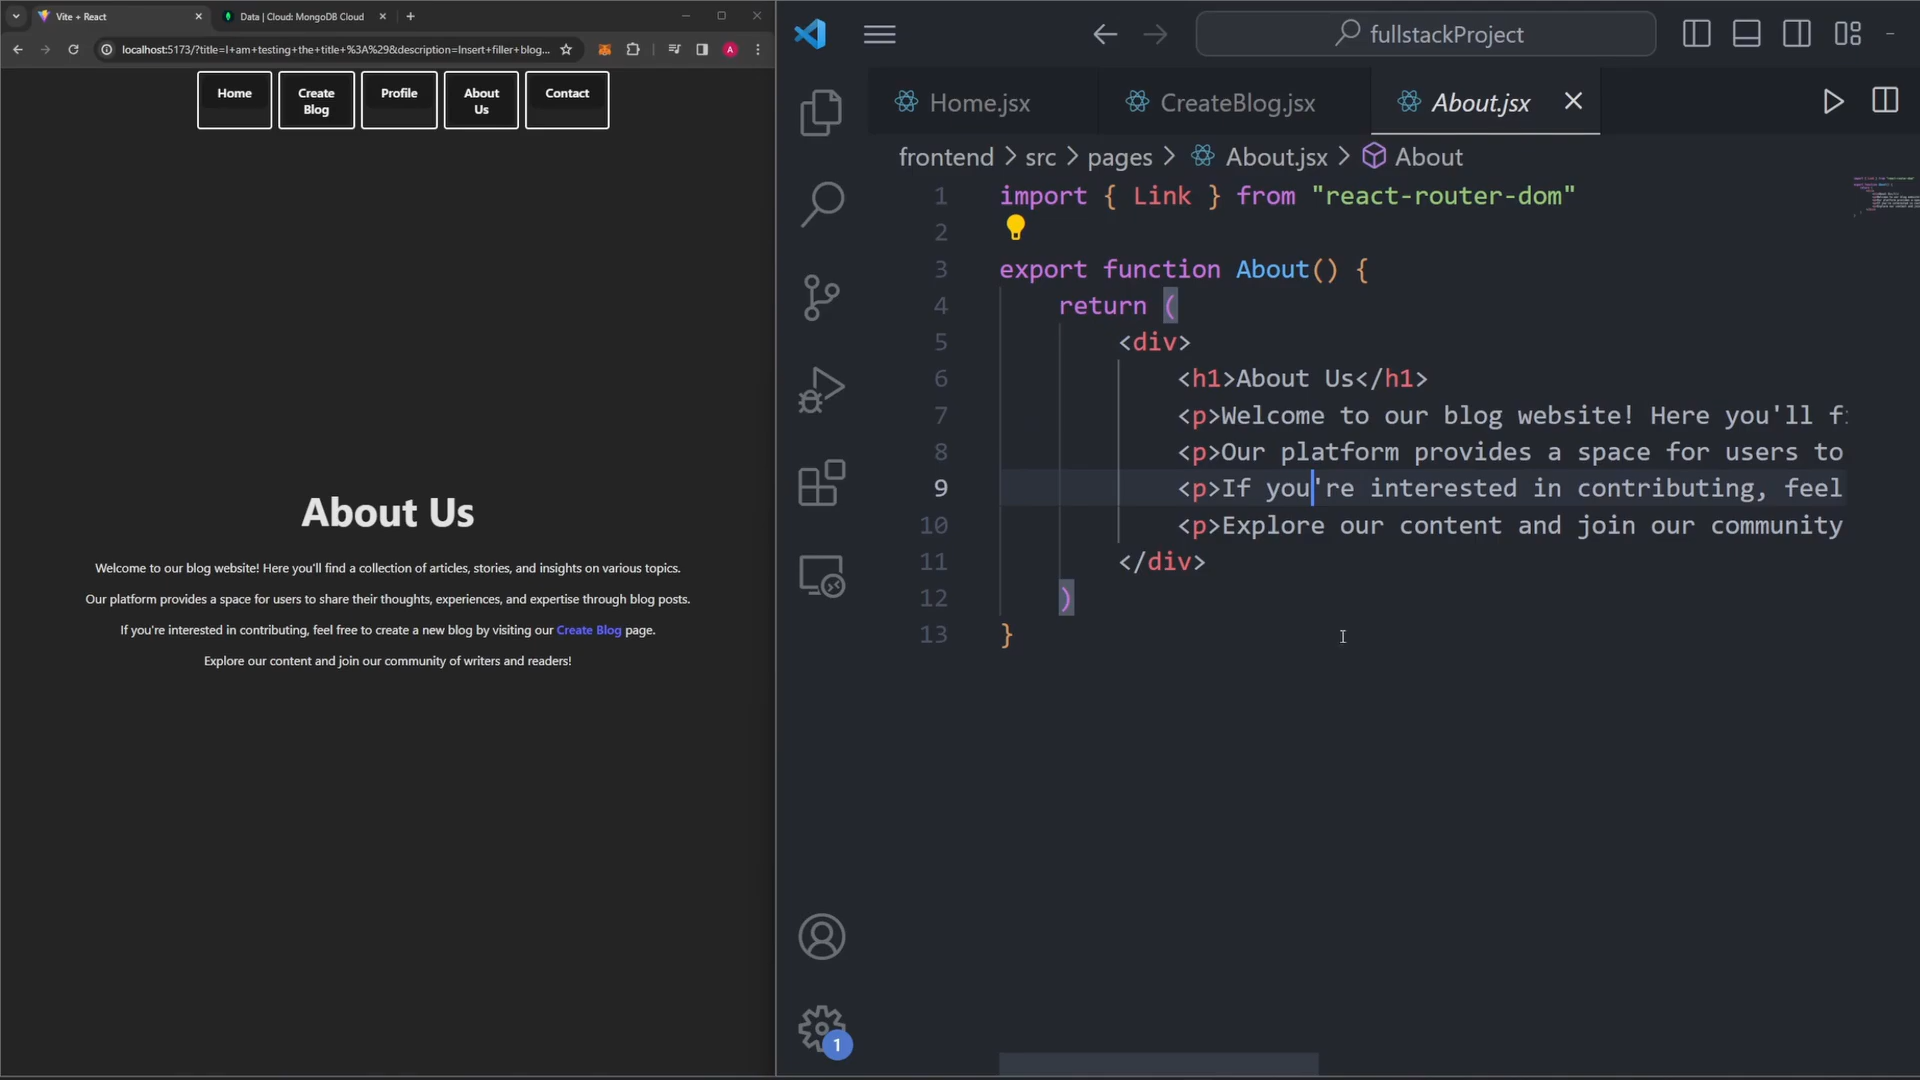 Vite + React
Data | Cloud: MongoDB Cloud
localhost:5173/?title=I+am+testing+the+title+%3A%29&description=Insert+filler+blog...
A
Home
Create
Blog
Profile
About
Us
Contact
About Us
Welcome to our blog website! Here you'll find a collection of articles, stories, and insights on various topics.
Our platform provides a space for users to share their thoughts, experiences, and expertise through blog posts.
If you're interested in contributing, feel free to create a new blog by visiting our Create Blog page.
Explore our content and join our community of writers and readers!
fullstackProject
Home.jsx
CreateBlog.jsx
About.jsx
frontend > src > pages > About.jsx > About
1 import { Link } from "react-router-dom"
2
3 export function About() {
4 return (
5 <div>
6 <h1>About Us</h1>
7 <p>Welcome to our blog website! Here you'll f
8 <p>Our platform provides a space for users to
9 <p>If you're interested in contributing, feel
10 <p>Explore our content and join our community
11 </div>
12 )
13 }
1